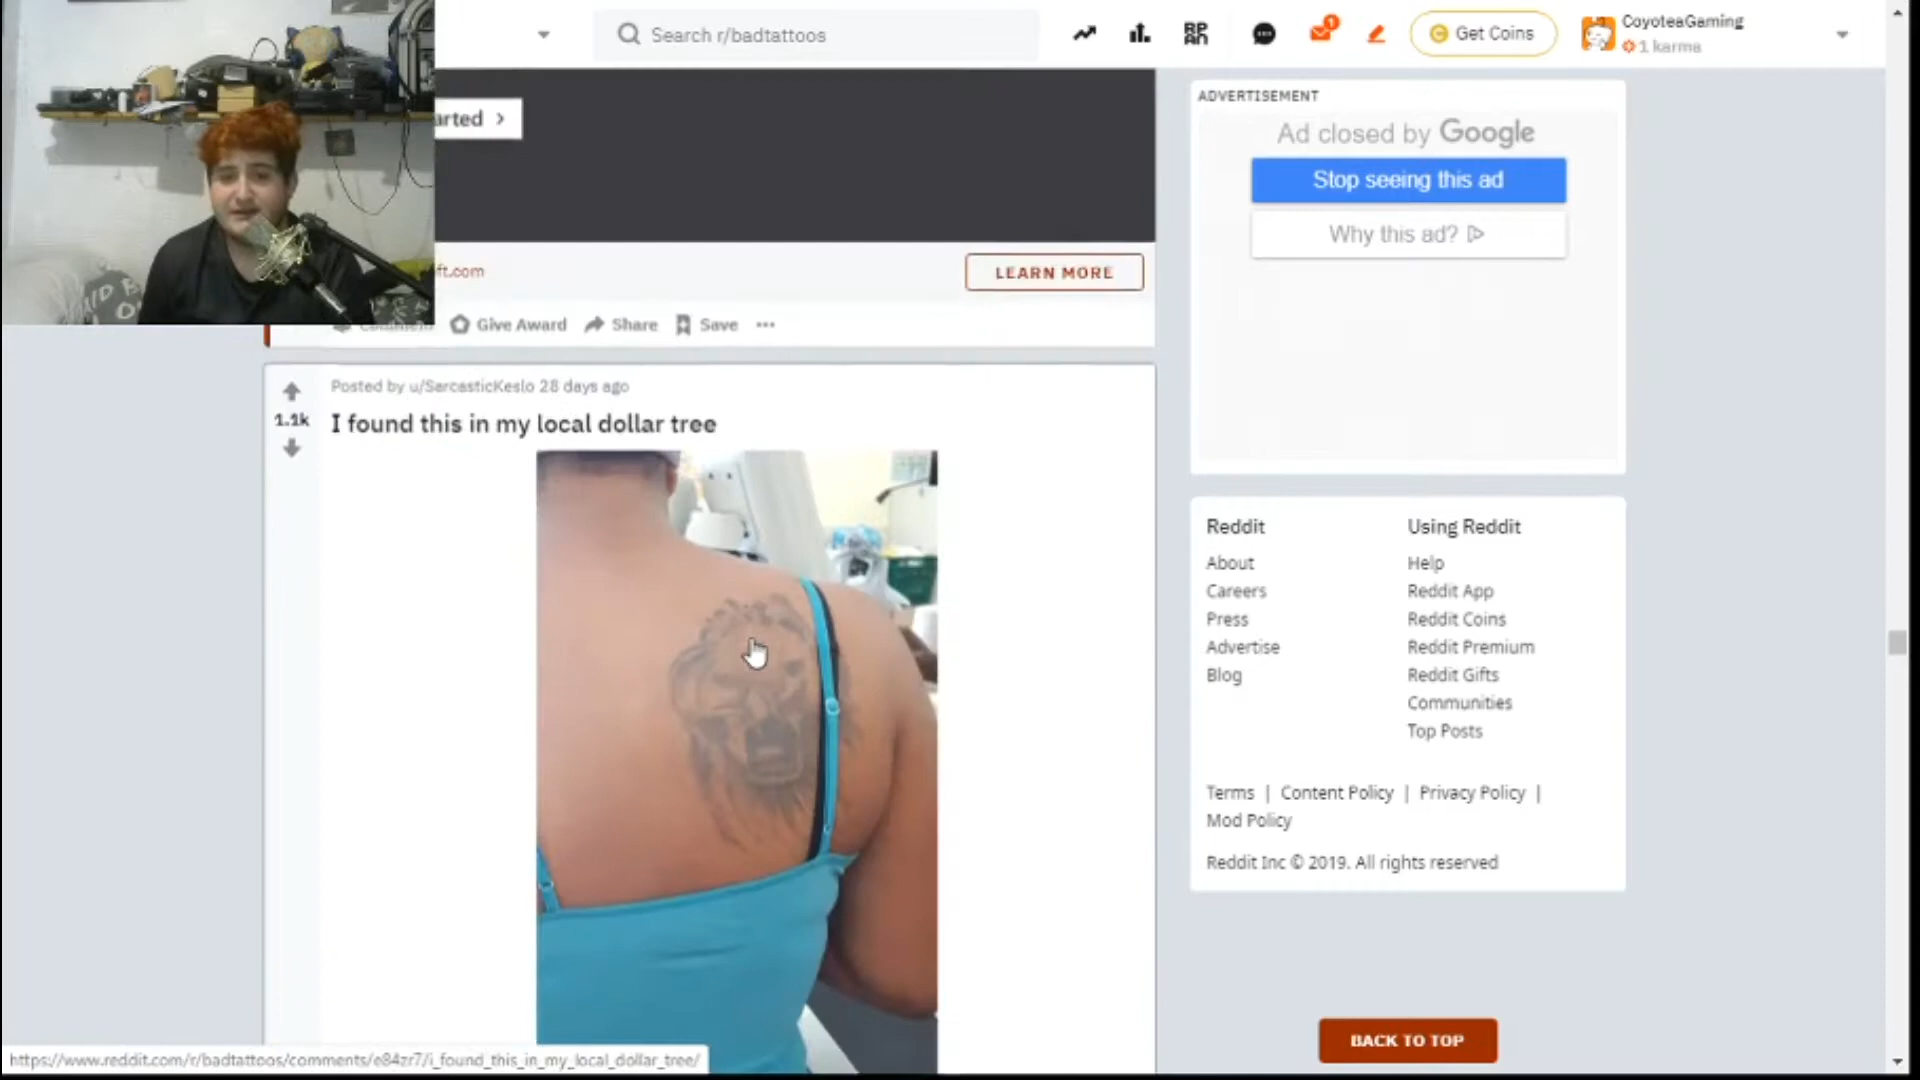 Search r/badtattoos
1
Get Coins
CoyoteaGaming
1 karma
arted
ADVERTISEMENT
Ad closed by Google
Stop seeing this ad
Why this ad?
ft.com
LEARN MORE
Comment
Give Award
Share
Save
Posted by u/SarcasticKeslo 28 days ago
1.1k
I found this in my local dollar tree
Reddit
Using Reddit
About
Help
Careers
Reddit App
Press
Reddit Coins
Advertise
Reddit Premium
Blog
Reddit Gifts
Communities
Top Posts
Terms | Content Policy | Privacy Policy |
Mod Policy
Reddit Inc © 2019. All rights reserved
BACK TO TOP
https://www.reddit.com/r/badtattoos/comments/e84zr7/i_found_this_in_my_local_dollar_tree/